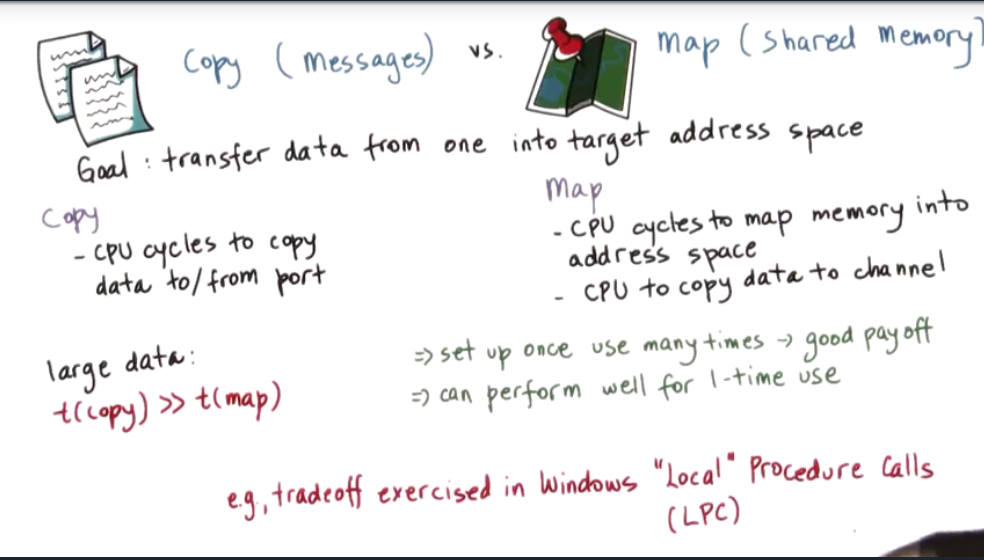 Copy (messages) vs. Map (shared memory)
Goal: transfer data from one into target address space
Copy
- CPU cycles to copy
data to/from port
Map
- CPU cycles to map memory into
address space
- CPU to copy data to channel
large data:
t(copy) >> t(map)
⇒ set up once use many times → good payoff
⇒ can perform well for 1-time use
e.g., tradeoff exercised in Windows "Local" Procedure Calls
(LPC)